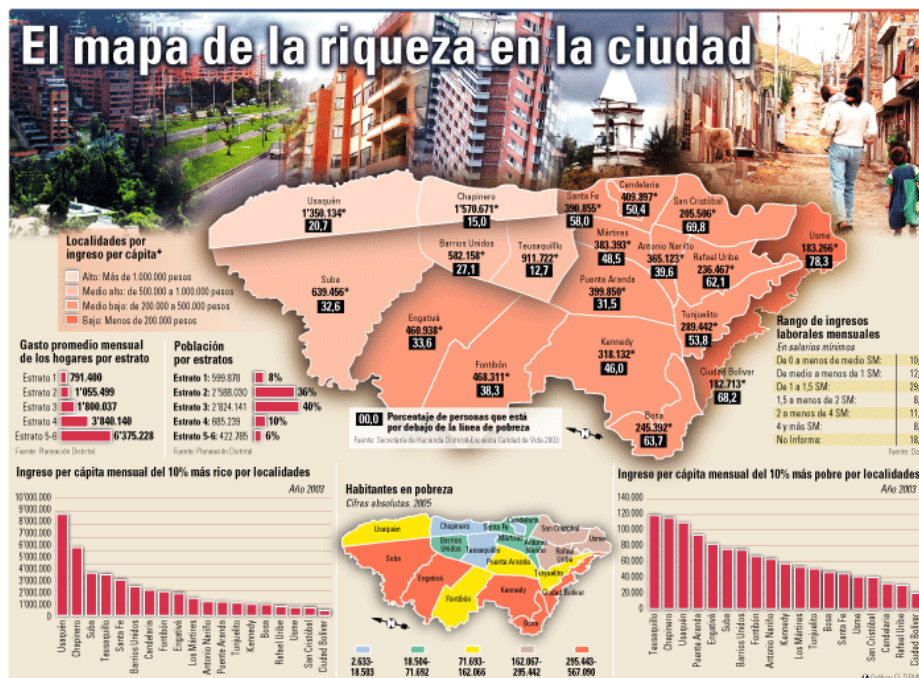 El mapa de la riqueza en la ciudad
Usaquén
1'350.134*
20,7
Chapinero
1'570.671*
15,0
Santa Fe
390.855*
58,0
Candelaria
409.397*
50,4
San Cristóbal
205.506*
69,8
Usme
183.266*
78,3
Suba
639.456*
32,6
Barrios Unidos
582.158*
27,1
Teusaquillo
911.722*
12,7
Mártires
383.393*
48,5
Antonio Nariño
365.123*
39,6
Rafael Uribe
236.467*
62,1
Puente Aranda
399.850*
31,5
Engativá
460.938*
33,6
Fontibón
468.311*
38,3
Kennedy
318.132*
46,0
Tunjuelito
289.442*
53,8
Ciudad Bolívar
182.713*
68,2
Bosa
245.392*
63,7
Localidades por
ingreso per cápita*
Alto: Más de 1.000.000 pesos
Medio alto: de 500.000 a 1.000.000 pesos
Medio bajo: de 200.000 a 500.000 pesos
Bajo: Menos de 200.000 pesos
Gasto promedio mensual
de los hogares por estrato
Estrato 1 791.400
Estrato 2 1'055.499
Estrato 3 1'800.037
Estrato 4 3'840.140
Estrato 5-6 6'375.228
Fuente: Planeación Distrital
Población
por estratos
Estrato 1: 599.878 8%
Estrato 2: 2'588.030 36%
Estrato 3: 2'824.141 40%
Estrato 4: 685.239 10%
Estrato 5-6: 422.785 6%
Fuente: Planeación Distrital
00,0 Porcentaje de personas que está
por debajo de la línea de pobreza
Fuente: Secretaría de Hacienda Distrital-Encuesta Calidad de Vida 2003
N
Rango de ingresos
laborales mensuales
En salarios mínimos
De 0 a menos de medio SM: 10,
De medio a menos de 1 SM: 12,
De 1 a 1,5 SM: 29,
1,5 a menos de 2 SM: 8,
2 a menos de 4 SM: 11
4 y más SM: 8,
No Informa: 18,
Ingreso per cápita mensual del 10% más rico por localidades
Año 2003
10'000.000
9'000.000
8'000.000
7'000.000
6'000.000
5'000.000
4'000.000
3'000.000
2'000.000
1'000.000
0
Usaquén
Chapinero
Suba
Teusaquillo
Santa Fe
Barrios Unidos
Candelaria
Fontibón
Engativá
Los Mártires
Antonio Nariño
Puente Aranda
Tunjuelito
Kennedy
Bosa
Rafael Uribe
Usme
San Cristóbal
Ciudad Bolívar
Habitantes en pobreza
Cifras absolutas. 2005
Usaquén
Chapinero
Santa Fe
Candelaria
San Cristóbal
Usme
Suba
Barrios
Unidos
Teusaquillo
Mártires
Antonio
Nariño
Rafael
Uribe
Puente Aranda
Engativá
Tunjuelito
Kennedy
Ciudad Bolívar
Fontibón
Bosa
N
2.633-
18.503
18.504-
71.692
71.693-
162.066
162.067-
295.442
295.443-
567.090
Ingreso per cápita mensual del 10% más pobre por localidades
Año 2003
140.000
120.000
100.000
80.000
60.000
40.000
20.000
0
Teusaquillo
Chapinero
Usaquén
Puente Aranda
Engativá
Suba
Barrios Unidos
Fontibón
Antonio Nariño
Kennedy
Los Mártires
Tunjuelito
Bosa
Santa Fe
Usme
San Cristóbal
Candelaria
Rafael Uribe
Ciudad Bolívar